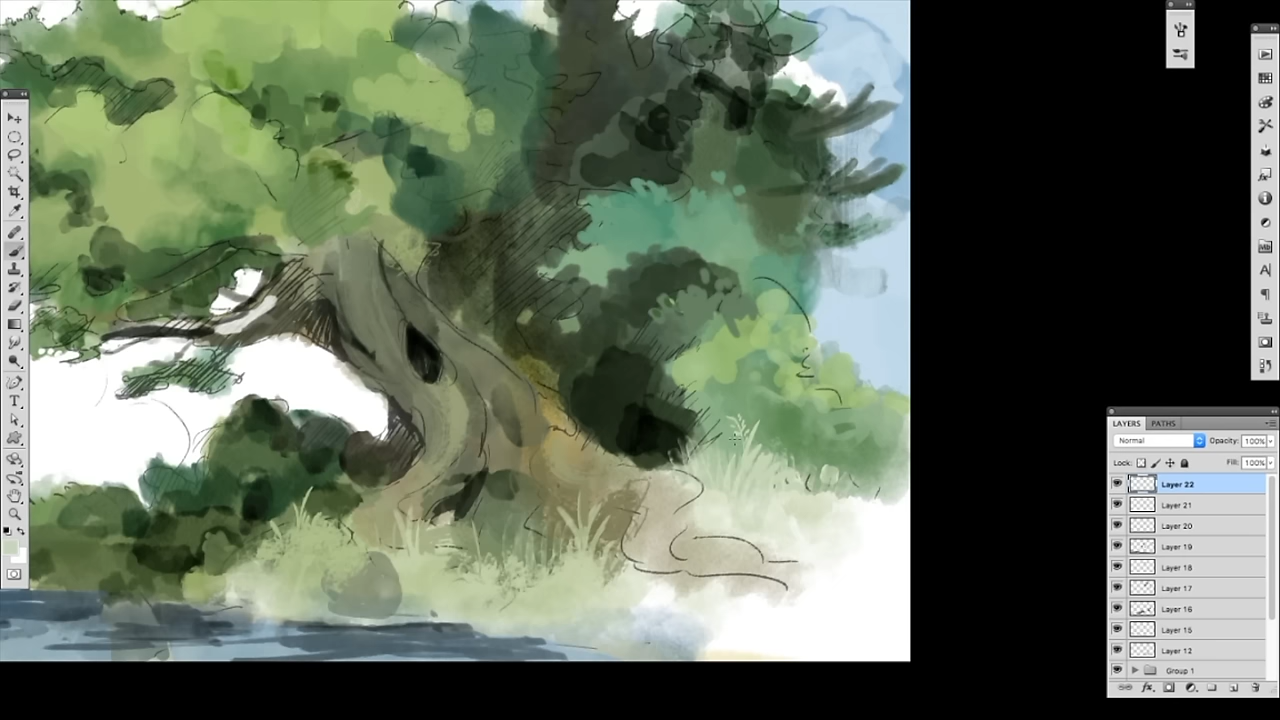 LAYERS PATHS
Normal Opacity: 100%
Lock: Fill: 100%
Layer 22
Layer 21
Layer 20
Layer 19
Layer 18
Layer 17
Layer 16
Layer 15
Layer 12
Group 1